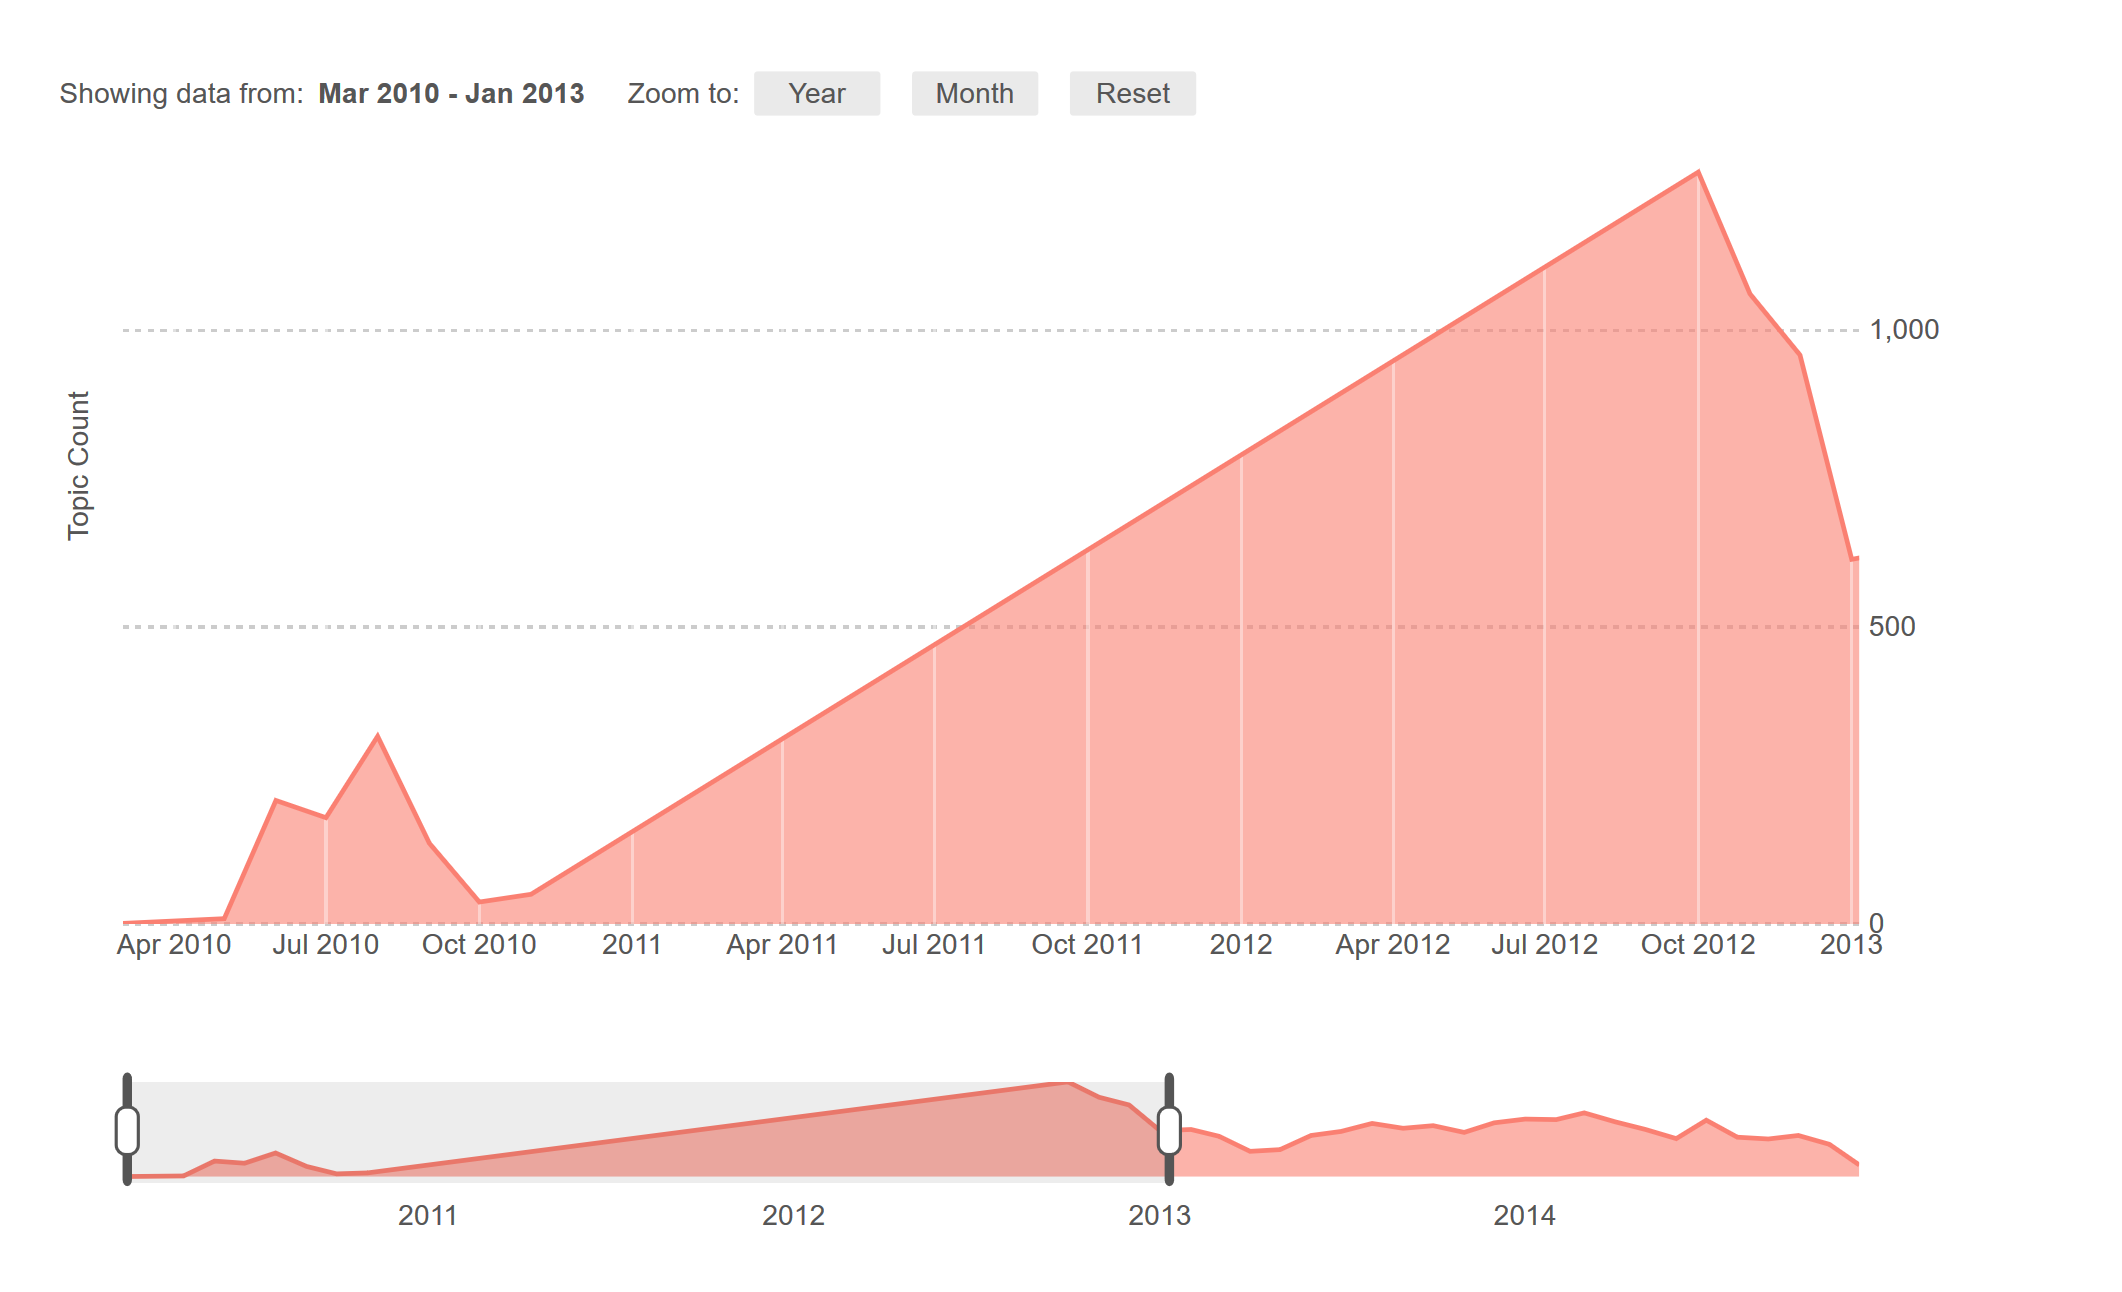 Showing data from: Mar 2010 - Jan 2013 Zoom to: Year Month Reset
Topic Count
1,000
500
0
Apr 2010 Jul 2010 Oct 2010 2011 Apr 2011 Jul 2011 Oct 2011 2012 Apr 2012 Jul 2012 Oct 2012 2013
2011 2012 2013 2014